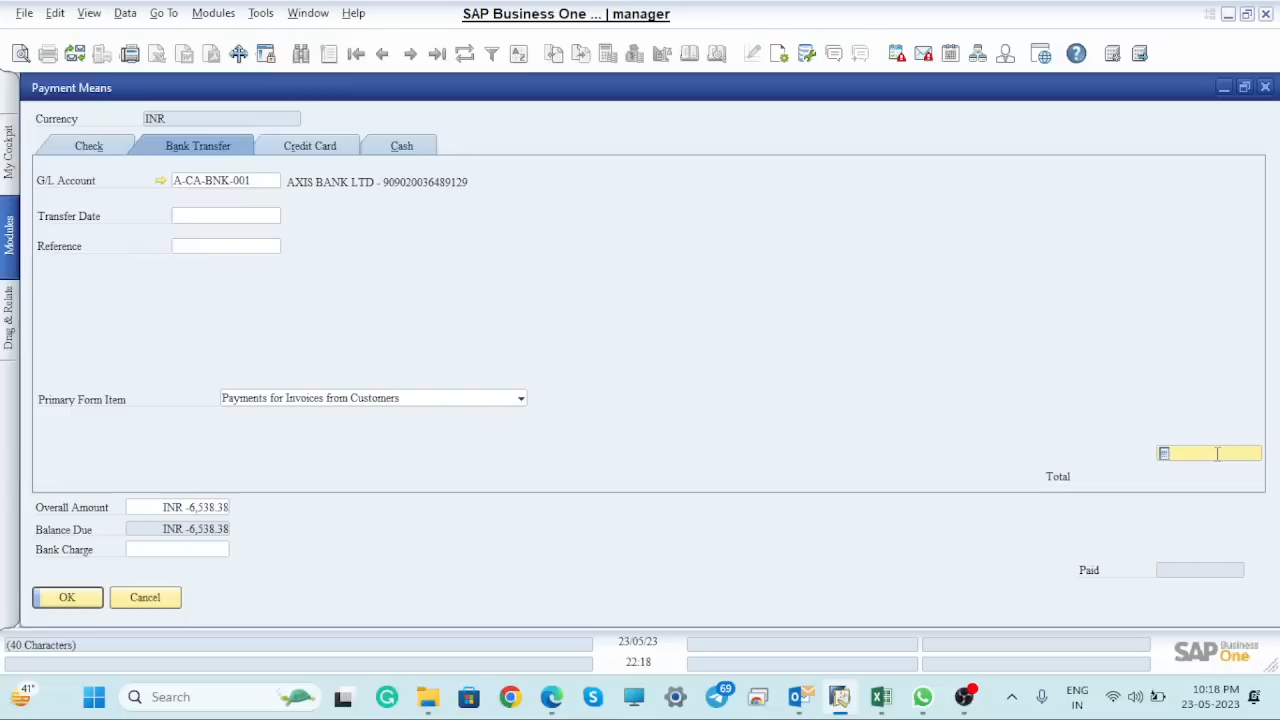 File Edit View Data Go To Modules Tools Window Help SAP Business One ... | manager
Payment Means
Currency INR
Check Bank Transfer Credit Card Cash
G/L Account A-CA-BNK-001 AXIS BANK LTD - 909020036489129
Transfer Date
Reference
Primary Form Item Payments for Invoices from Customers
Total
Overall Amount INR -6,538.38
Balance Due INR -6,538.38
Bank Charge
Paid
OK Cancel
My Cockpit
Modules
Drag & Relate
(40 Characters) 23/05/23
22:18
SAP Business One
41°
Search
69
ENG
IN
10:18 PM
23-05-2023